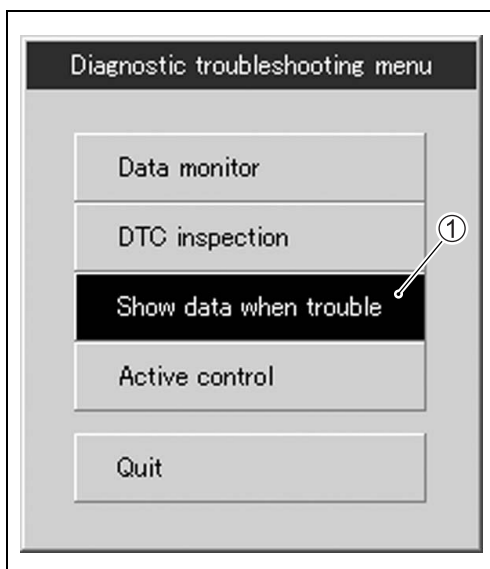 Diagnostic troubleshooting menu
Data monitor
DTC inspection
①
Show data when trouble
Active control
Quit